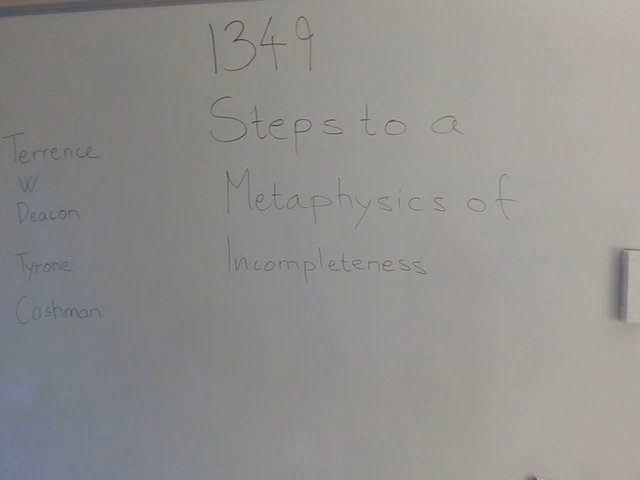 1349
Steps to a
Metaphysics of
Incompleteness
Terrence
W
Deacon
Tyrone
Cashman